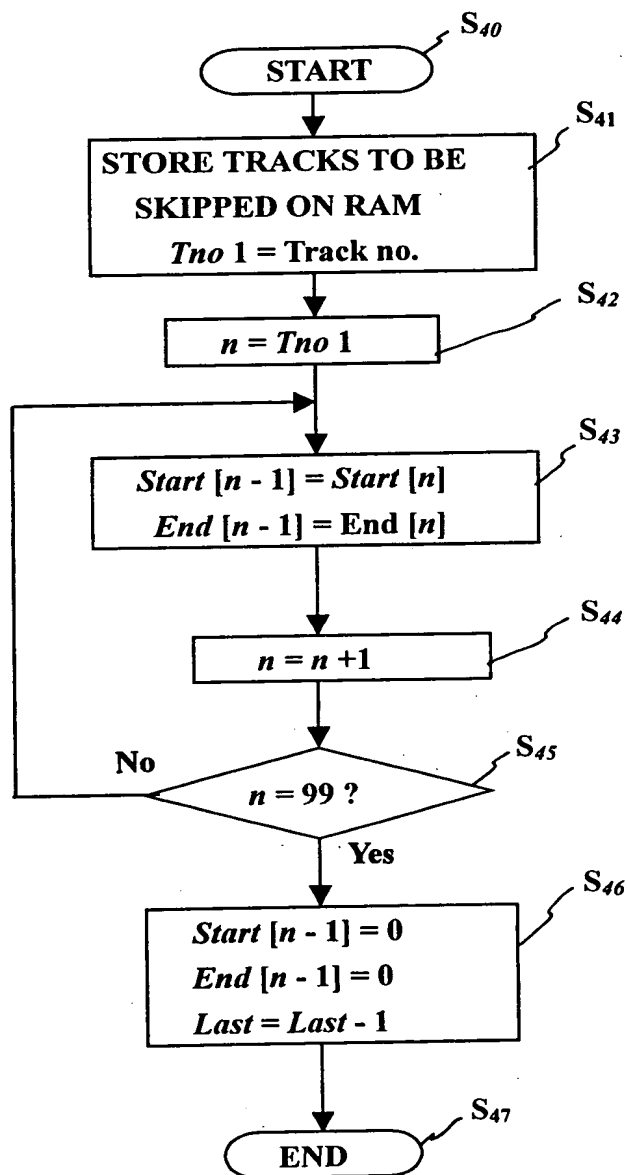 S40
START
S41
STORE TRACKS TO BE
SKIPPED ON RAM
Tno 1 = Track no.
S42
n = Tno 1
S43
Start [n - 1] = Start [n]
End [n - 1] = End [n]
S44
n = n +1
S45
No
n = 99 ?
Yes
S46
Start [n - 1] = 0
End [n - 1] = 0
Last = Last - 1
S47
END